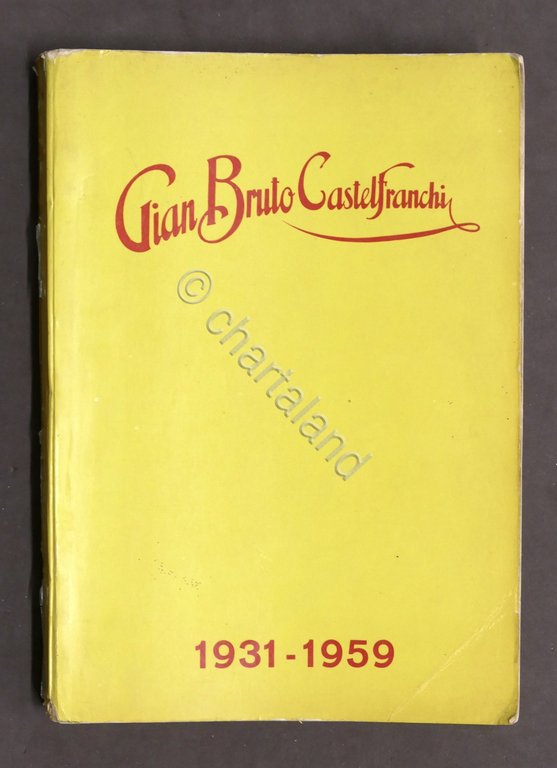 Gian Bruto Castelfranchi
© chartaland
1931-1959